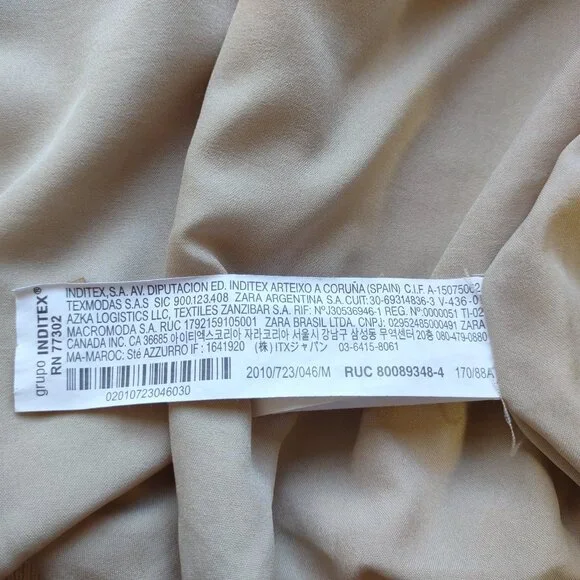 grupo INDITEX®
RN 77302
INDITEX,S.A. AV. DIPUTACION ED. INDITEX ARTEIXO A CORUÑA (SPAIN) C.I.F. A-1507506
TEXMODAS S.A.S SIC 900.123.408 ZARA ARGENTINA S.A. CUIT: 30-69314836-3 V-436-0
AZKA LOGISTICS LLC, TEXTILES ZANZIBAR S.A. RIF: NºJ30536946-1 REG. Nº:0000051 TI-02
MACROMODA S.A. RUC 1792159105001 ZARA BRASIL LTDA. CNPJ: 02952485000491 ZARA
CANADA INC. CA 36685 아이티엑스코리아 자라코리아 서울시 강남구 삼성동 무역센터 20층 080-479-0880
MA-MAROC: Sté AZZURRO IF : 1641920 (株) ITXジャパン 03-6415-8061
2010/723/046/M RUC 80089348-4 170/88A
02010723046030